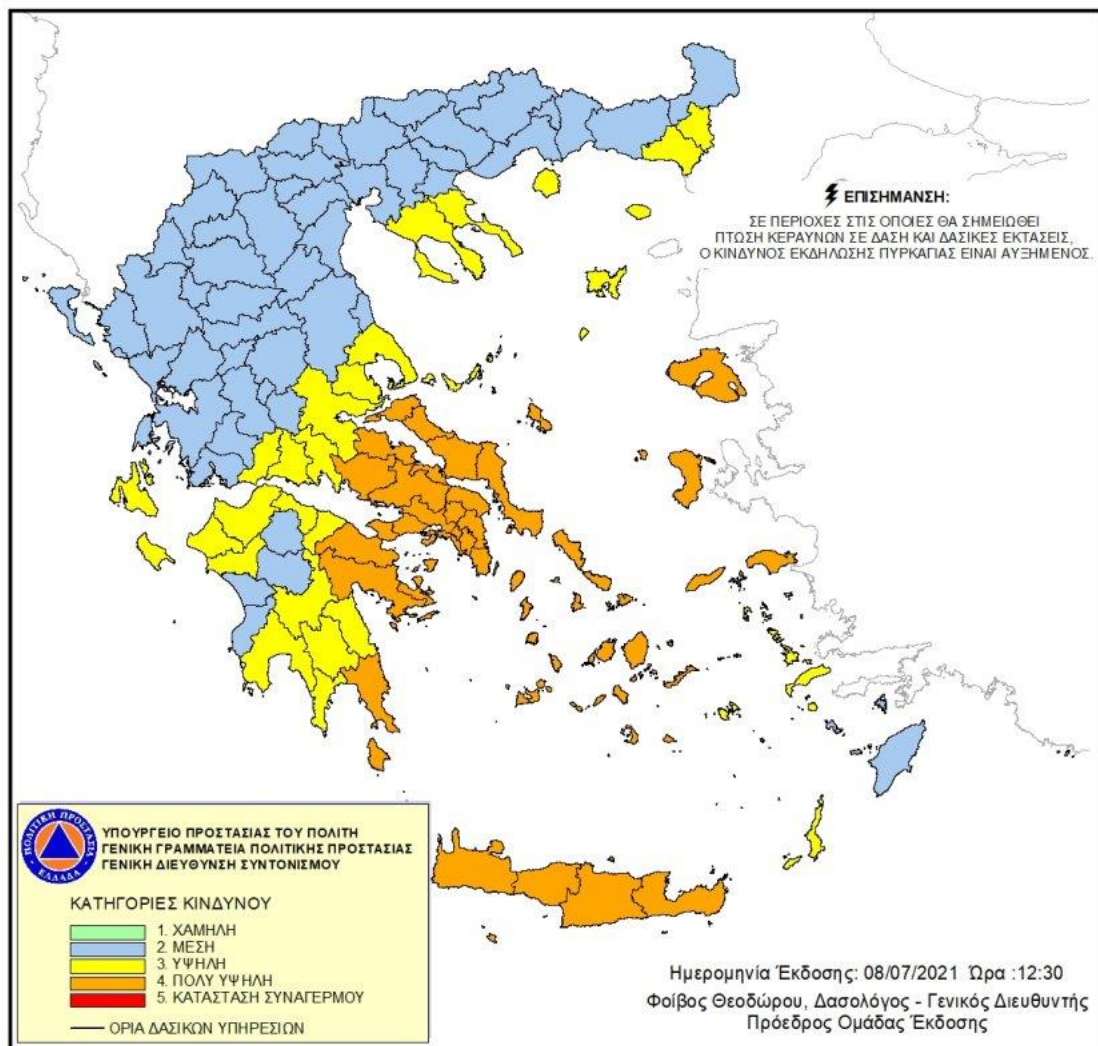 ΕΠΙΣΗΜΑΝΣΗ:
ΣΕ ΠΕΡΙΟΧΕΣ ΣΤΙΣ ΟΠΟΙΕΣ ΘΑ ΣΗΜΕΙΩΘΕΙ
ΠΤΩΣΗ ΚΕΡΑΥΝΩΝ ΣΕ ΔΑΣΗ ΚΑΙ ΔΑΣΙΚΕΣ ΕΚΤΑΣΕΙΣ,
Ο ΚΙΝΔΥΝΟΣ ΕΚΔΗΛΩΣΗΣ ΠΥΡΚΑΓΙΑΣ ΕΙΝΑΙ ΑΥΞΗΜΕΝΟΣ.
ΠΟΛΙΤΙΚΗ ΠΡΟΣΤΑΣΙΑ
ΕΛΛΑΔΑ
ΥΠΟΥΡΓΕΙΟ ΠΡΟΣΤΑΣΙΑΣ ΤΟΥ ΠΟΛΙΤΗ
ΓΕΝΙΚΗ ΓΡΑΜΜΑΤΕΙΑ ΠΟΛΙΤΙΚΗΣ ΠΡΟΣΤΑΣΙΑΣ
ΓΕΝΙΚΗ ΔΙΕΥΘΥΝΣΗ ΣΥΝΤΟΝΙΣΜΟΥ
ΚΑΤΗΓΟΡΙΕΣ ΚΙΝΔΥΝΟΥ
1. ΧΑΜΗΛΗ
2. ΜΕΣΗ
3. ΥΨΗΛΗ
4. ΠΟΛΥ ΥΨΗΛΗ
5. ΚΑΤΑΣΤΑΣΗ ΣΥΝΑΓΕΡΜΟΥ
ΟΡΙΑ ΔΑΣΙΚΩΝ ΥΠΗΡΕΣΙΩΝ
Ημερομηνία Έκδοσης: 08/07/2021 Ώρα :12:30
Φοίβος Θεοδώρου, Δασολόγος - Γενικός Διευθυντής
Πρόεδρος Ομάδας Έκδοσης